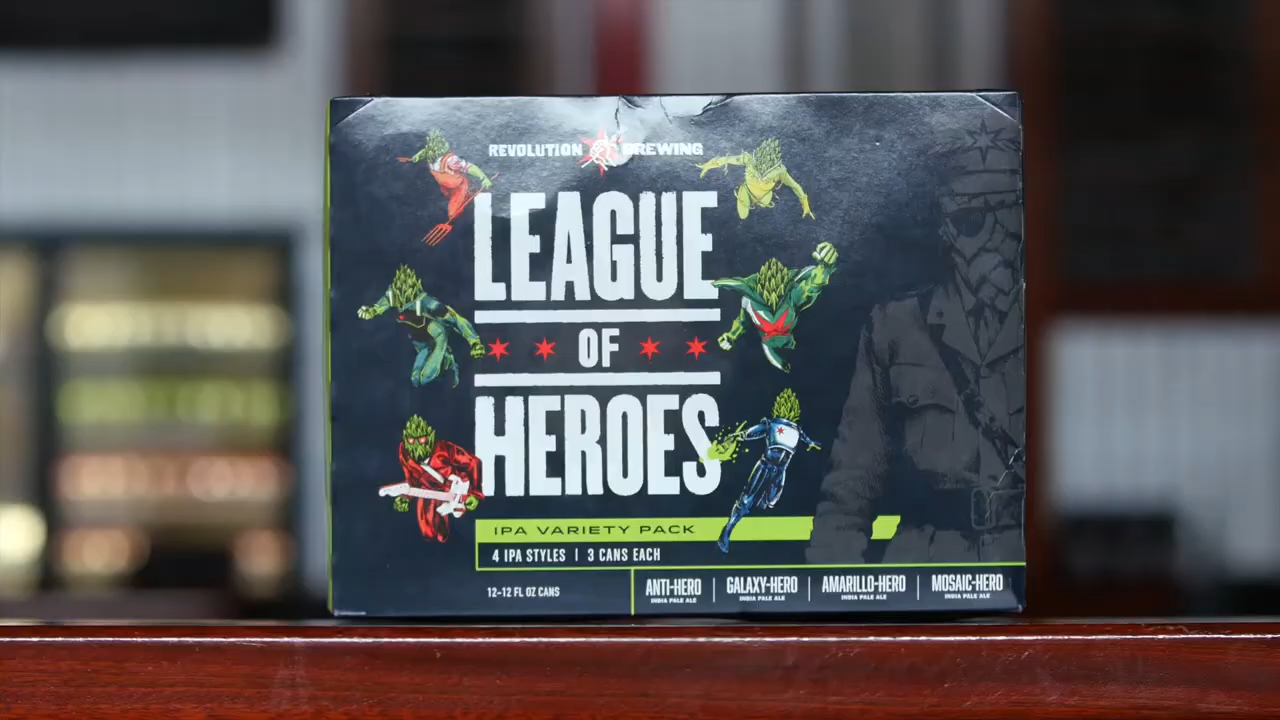 REVOLUTION BREWING
LEAGUE
OF
HEROES
IPA VARIETY PACK
4 IPA STYLES | 3 CANS EACH
12-12 FL OZ CANS
ANTI-HERO | GALAXY-HERO | AMARILLO-HERO | MOSAIC-HERO
INDIA PALE ALE INDIA PALE ALE INDIA PALE ALE INDIA PALE ALE